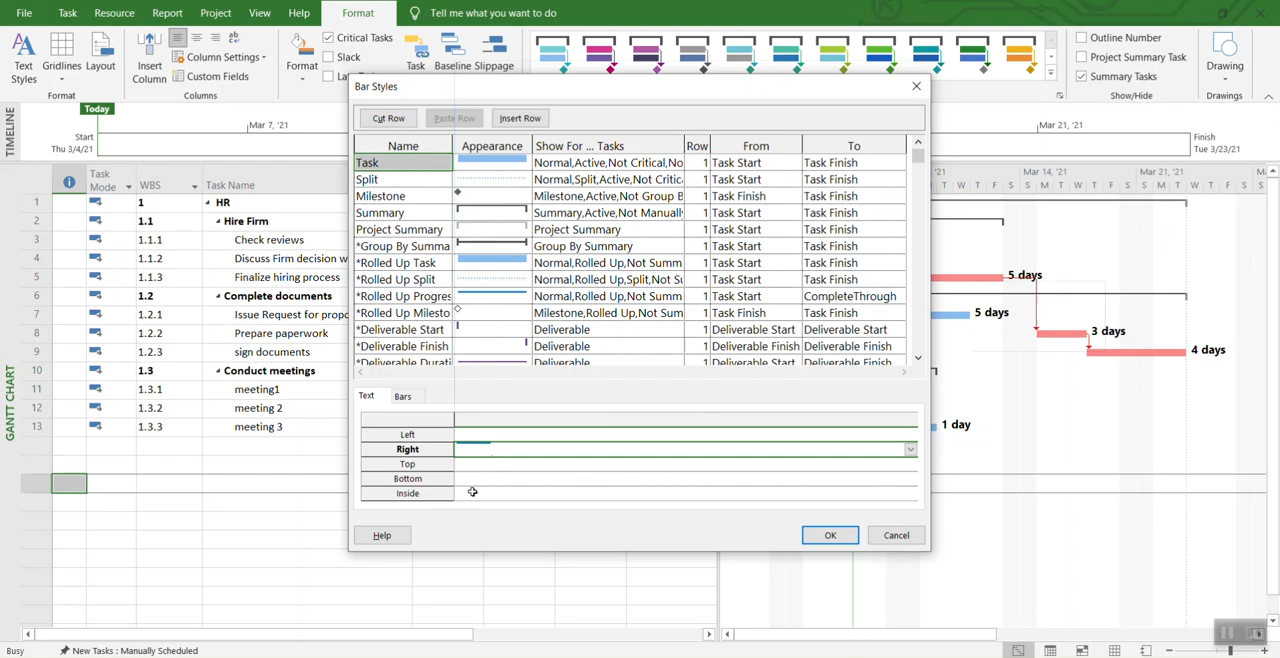 File Task Resource Report Project View Help Format Tell me what you want to do
Text Styles Gridlines Layout
Format
Insert Column
Column Settings
Custom Fields
Columns
Format
Critical Tasks
Slack
Task Baseline Slippage
Outline Number
Project Summary Task
Summary Tasks
Show/Hide
Drawing
Drawings
TIMELINE
Today
Start
Thu 3/4/21
Mar 7, '21
Mar 21, '21
Finish
Tue 3/23/21
Bar Styles
Cut Row Paste Row Insert Row
Name Appearance Show For ... Tasks Row From To
Task Normal,Active,Not Critical,No 1 Task Start Task Finish
Split Normal,Split,Active,Not Critic 1 Task Start Task Finish
Milestone Milestone,Active,Not Group B 1 Task Finish Task Finish
Summary Summary,Active,Not Manuall 1 Task Start Task Finish
Project Summary Project Summary 1 Task Start Task Finish
*Group By Summa Group By Summary 1 Task Start Task Finish
*Rolled Up Task Normal,Rolled Up,Not Summ 1 Task Start Task Finish
*Rolled Up Split Normal,Rolled Up,Split,Not Su 1 Task Start Task Finish
*Rolled Up Progres Normal,Rolled Up,Not Summ 1 Task Start CompleteThrough
*Rolled Up Milesto Milestone,Rolled Up,Not Sum 1 Task Finish Task Finish
*Deliverable Start Deliverable 1 Deliverable Start Deliverable Start
*Deliverable Finish Deliverable 1 Deliverable Finish Deliverable Finish
*Deliverable Durati Deliverable 1 Deliverable Start Deliverable Finish
Text Bars
Left
Right
Top
Bottom
Inside
Help OK Cancel
GANTT CHART
Task Mode WBS Task Name
1 1 HR
2 1.1 Hire Firm
3 1.1.1 Check reviews
4 1.1.2 Discuss Firm decision w
5 1.1.3 Finalize hiring process
6 1.2 Complete documents
7 1.2.1 Issue Request for propo
8 1.2.2 Prepare paperwork
9 1.2.3 sign documents
10 1.3 Conduct meetings
11 1.3.1 meeting1
12 1.3.2 meeting 2
13 1.3.3 meeting 3
'21 Mar 14, '21 Mar 21, '21
T W T F S S M T W T F S S M T W T F S S
5 days
5 days
3 days
4 days
1 day
Busy New Tasks : Manually Scheduled